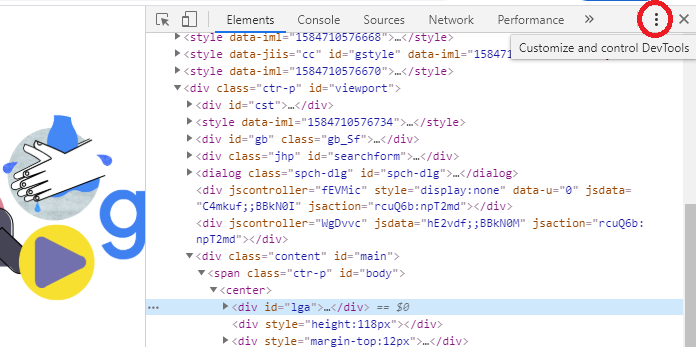 Elements Console Sources Network Performance »
<style data-iml="1584710576668">…</style>
<style data-jiis="cc" id="gstyle" data-iml="158471057
Customize and control DevTools
<style data-iml="1584710576670">…</style>
<div class="ctr-p" id="viewport">
<div id="cst">…</div>
<style data-iml="1584710576734">…</style>
<div id="gb" class="gb_Sf">…</div>
<div class="jhp" id="searchform">…</div>
<dialog class="spch-dlg" id="spch-dlg">…</dialog>
<div jscontroller="fEVMic" style="display:none" data-u="0" jsdata=
"C4mkuf;;BBkN0I" jsaction="rcuQ6b:npT2md"></div>
<div jscontroller="WgDvvc" jsdata="hE2vdf;;BBkN0M" jsaction="rcuQ6b:
npT2md"></div>
<div class="content" id="main">
<span class="ctr-p" id="body">
<center>
… <div id="lga">…</div> == $0
<div style="height:118px"></div>
<div style="margin-top:12px">…</div>
g